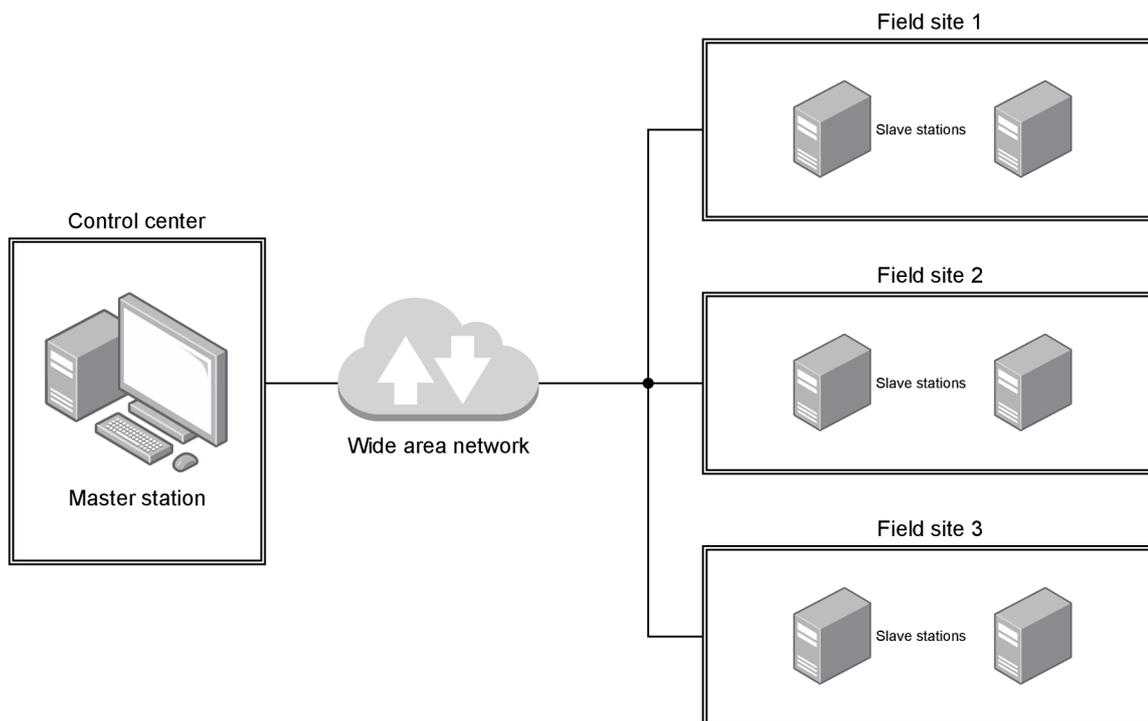 Field site 1
Slave stations
Control center
Master station
Wide area network
Field site 2
Slave stations
Field site 3
Slave stations